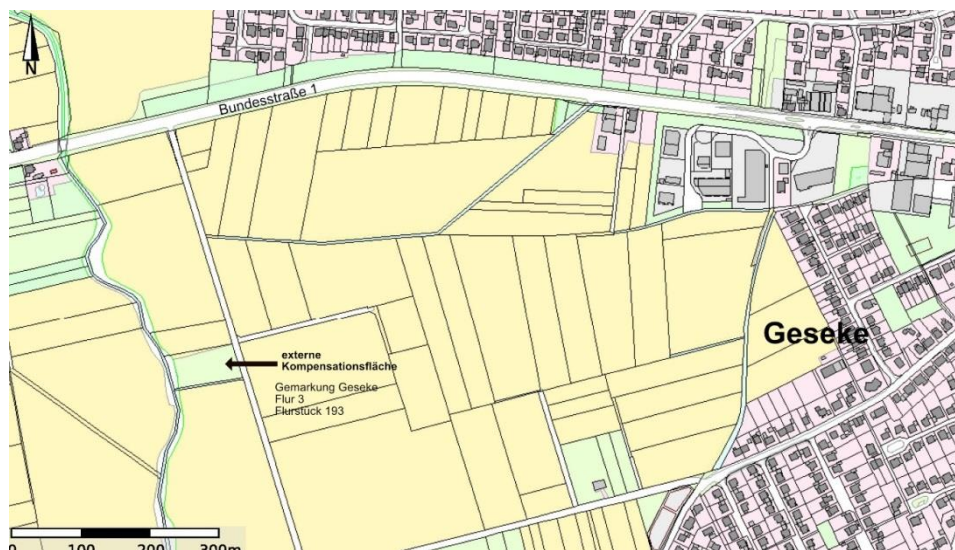 N
Bundesstraße 1
Geseke
externe
Kompensationsfläche
Gemarkung Geseke
Flur 3
Flurstück 193
0 100 200 300m